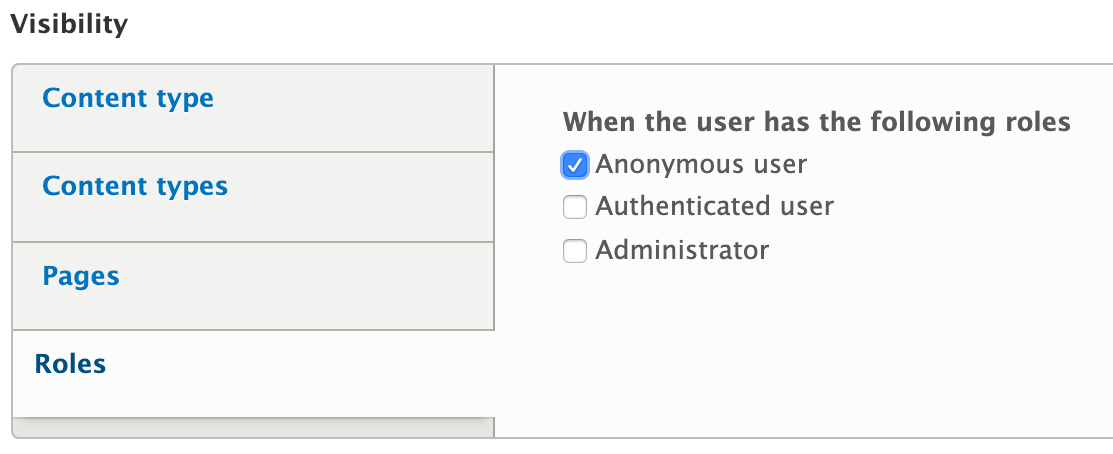 Visibility
Content type
Content types
Pages
Roles
When the user has the following roles
Anonymous user
Authenticated user
Administrator